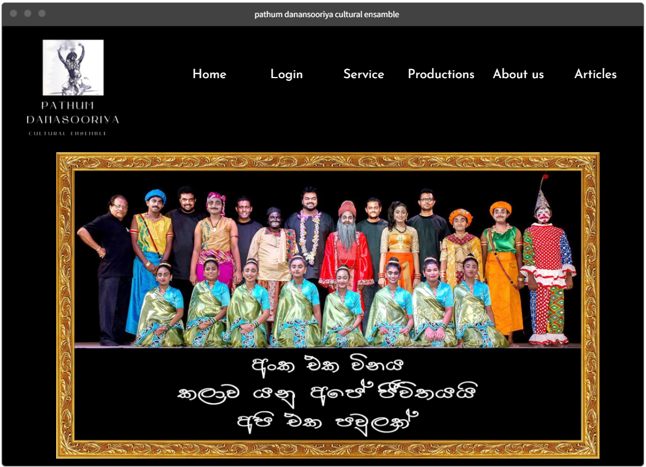 pathum danansooriya cultural ensamble
PATHUM
DANASOORIYA
CULTURAL ENSEMBLE
Home Login Service Productions About us Articles
අංක එක විනය
කලාව යනු අපේ ජීවිතයයි
අපි එක පවුලක්